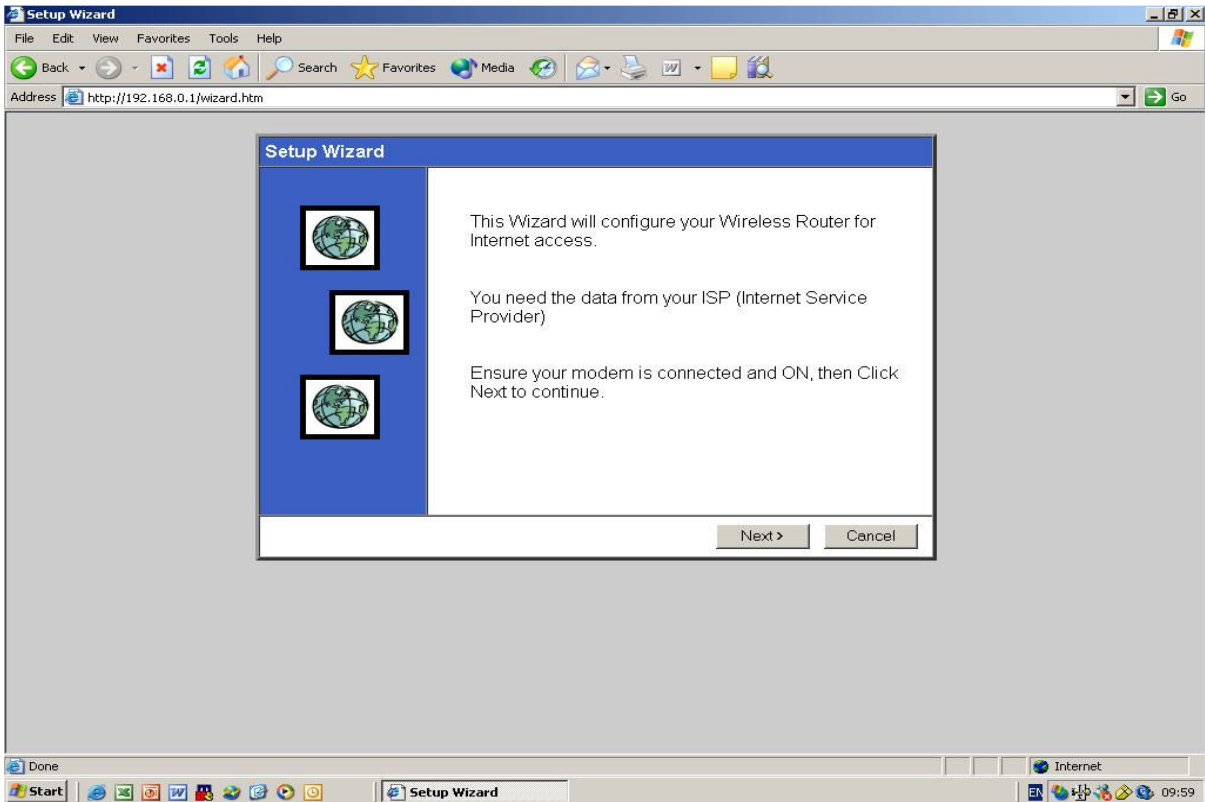 Setup Wizard
File Edit View Favorites Tools Help
Back Search Favorites Media
Address http://192.168.0.1/wizard.htm Go
Setup Wizard
This Wizard will configure your Wireless Router for
Internet access.
You need the data from your ISP (Internet Service
Provider)
Ensure your modem is connected and ON, then Click
Next to continue.
Next > Cancel
Done Internet
Start Setup Wizard EN 09:59